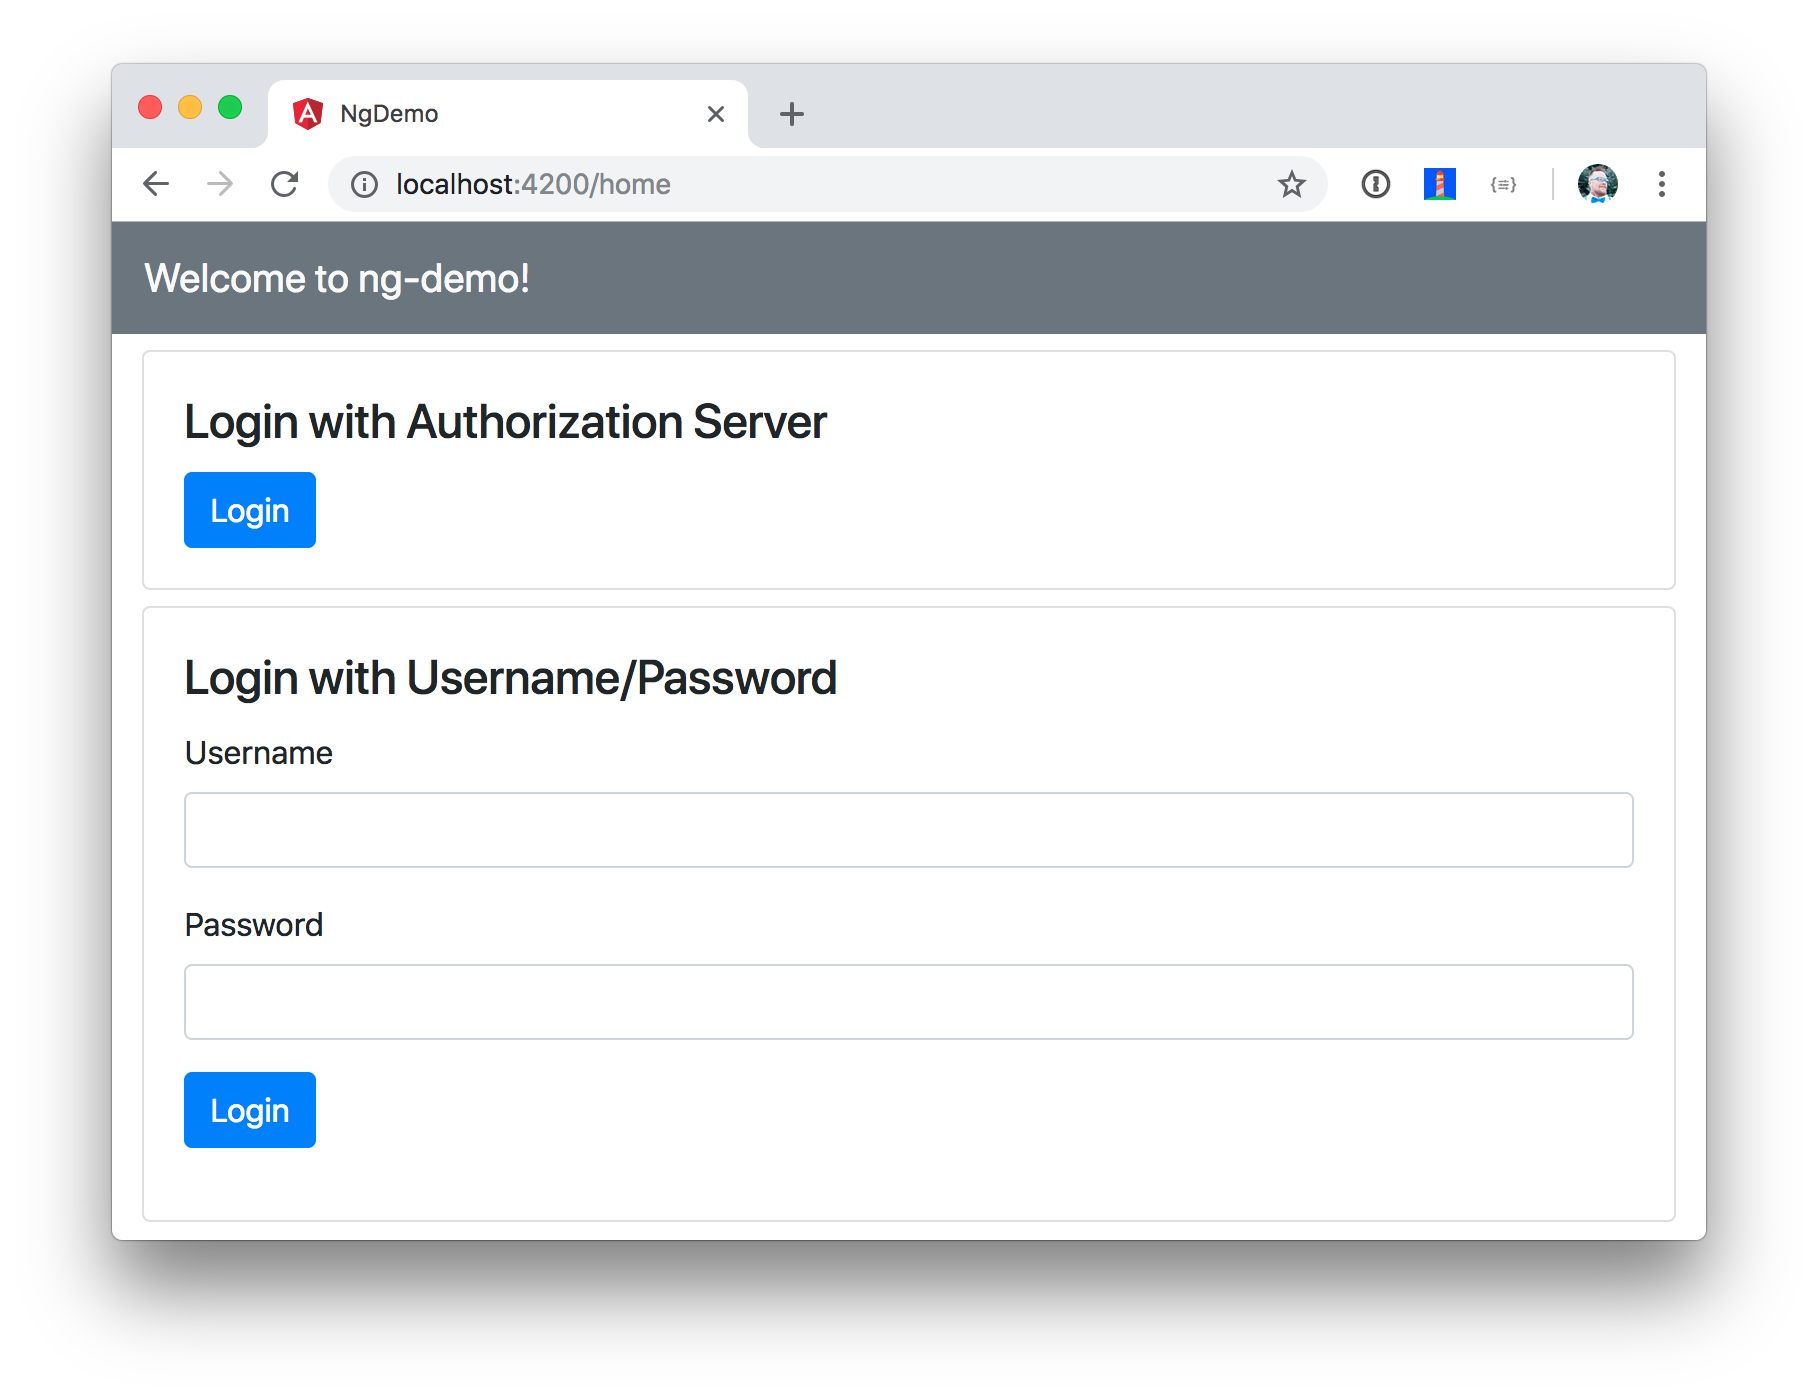 NgDemo
localhost:4200/home
Welcome to ng-demo!
Login with Authorization Server
Login
Login with Username/Password
Username
Password
Login